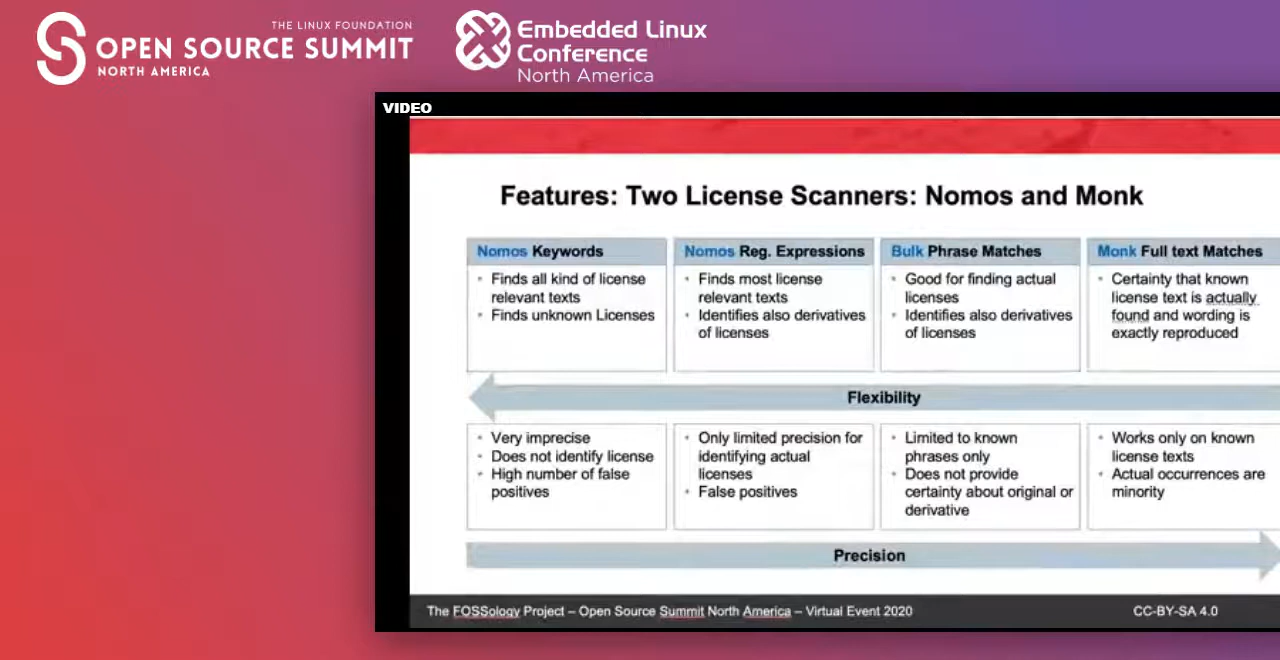 THE LINUX FOUNDATION
OPEN SOURCE SUMMIT
NORTH AMERICA
Embedded Linux
Conference
North America
VIDEO
Features: Two License Scanners: Nomos and Monk
Nomos Keywords
• Finds all kind of license
relevant texts
• Finds unknown Licenses
Nomos Reg. Expressions
• Finds most license
relevant texts
• Identifies also derivatives
of licenses
Bulk Phrase Matches
• Good for finding actual
licenses
• Identifies also derivatives
of licenses
Monk Full text Matches
• Certainty that known
license text is actually
found and wording is
exactly reproduced
Flexibility
• Very imprecise
• Does not identify license
• High number of false
positives
• Only limited precision for
identifying actual
licenses
• False positives
• Limited to known
phrases only
• Does not provide
certainty about original or
derivative
• Works only on known
license texts
• Actual occurrences are
minority
Precision
The FOSSology Project – Open Source Summit North America – Virtual Event 2020
CC-BY-SA 4.0